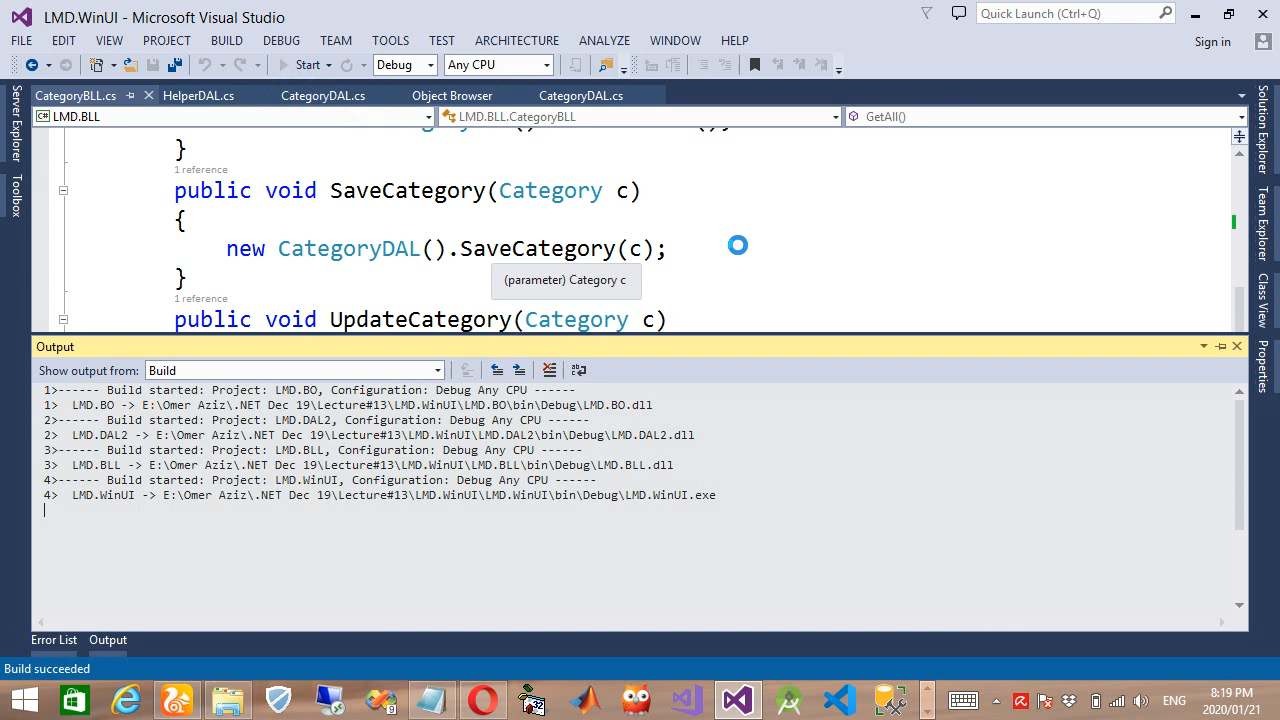 LMD.WinUI - Microsoft Visual Studio
Quick Launch (Ctrl+Q)
FILE EDIT VIEW PROJECT BUILD DEBUG TEAM TOOLS TEST ARCHITECTURE ANALYZE WINDOW HELP
Sign in
Start Debug Any CPU
CategoryBLL.cs HelperDAL.cs CategoryDAL.cs Object Browser CategoryDAL.cs
LMD.BLL LMD.BLL.CategoryBLL GetAll()
Server Explorer
Toolbox
Solution Explorer
Team Explorer
Class View
Properties
}
1 reference
public void SaveCategory(Category c)
{
new CategoryDAL().SaveCategory(c);
(parameter) Category c
}
1 reference
public void UpdateCategory(Category c)
Output
Show output from: Build
1>------ Build started: Project: LMD.BO, Configuration: Debug Any CPU ------
1> LMD.BO -> E:\Omer Aziz\.NET Dec 19\Lecture#13\LMD.WinUI\LMD.BO\bin\Debug\LMD.BO.dll
2>------ Build started: Project: LMD.DAL2, Configuration: Debug Any CPU ------
2> LMD.DAL2 -> E:\Omer Aziz\.NET Dec 19\Lecture#13\LMD.WinUI\LMD.DAL2\bin\Debug\LMD.DAL2.dll
3>------ Build started: Project: LMD.BLL, Configuration: Debug Any CPU ------
3> LMD.BLL -> E:\Omer Aziz\.NET Dec 19\Lecture#13\LMD.WinUI\LMD.BLL\bin\Debug\LMD.BLL.dll
4>------ Build started: Project: LMD.WinUI, Configuration: Debug Any CPU ------
4> LMD.WinUI -> E:\Omer Aziz\.NET Dec 19\Lecture#13\LMD.WinUI\LMD.WinUI\bin\Debug\LMD.WinUI.exe
Error List Output
Build succeeded
32
ENG
8:19 PM
2020/01/21